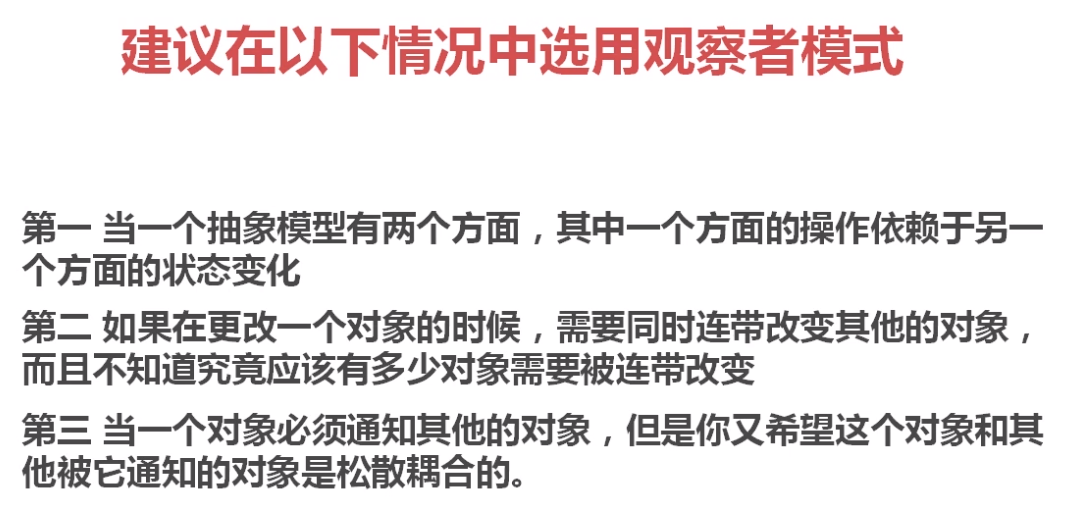 建议在以下情况中选用观察者模式
第一 当一个抽象模型有两个方面，其中一个方面的操作依赖于另一
个方面的状态变化
第二 如果在更改一个对象的时候，需要同时连带改变其他的对象，
而且不知道究竟应该有多少对象需要被连带改变
第三 当一个对象必须通知其他的对象，但是你又希望这个对象和其
他被它通知的对象是松散耦合的。